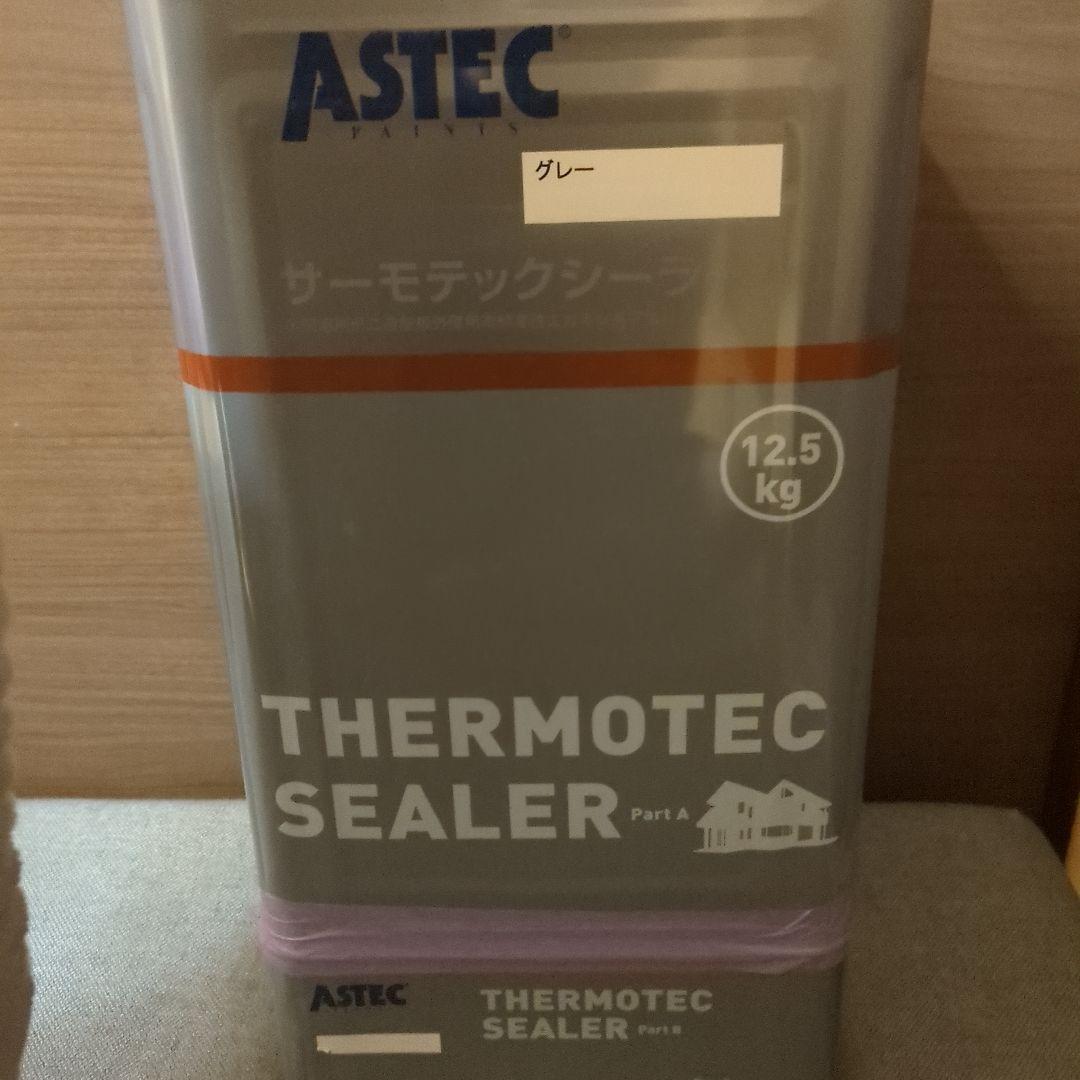 ASTEC®
PAINTS
グレー
サーモテックシーラ
12.5
kg
THERMOTEC
SEALER Part A
ASTEC
THERMOTEC
SEALER Part B